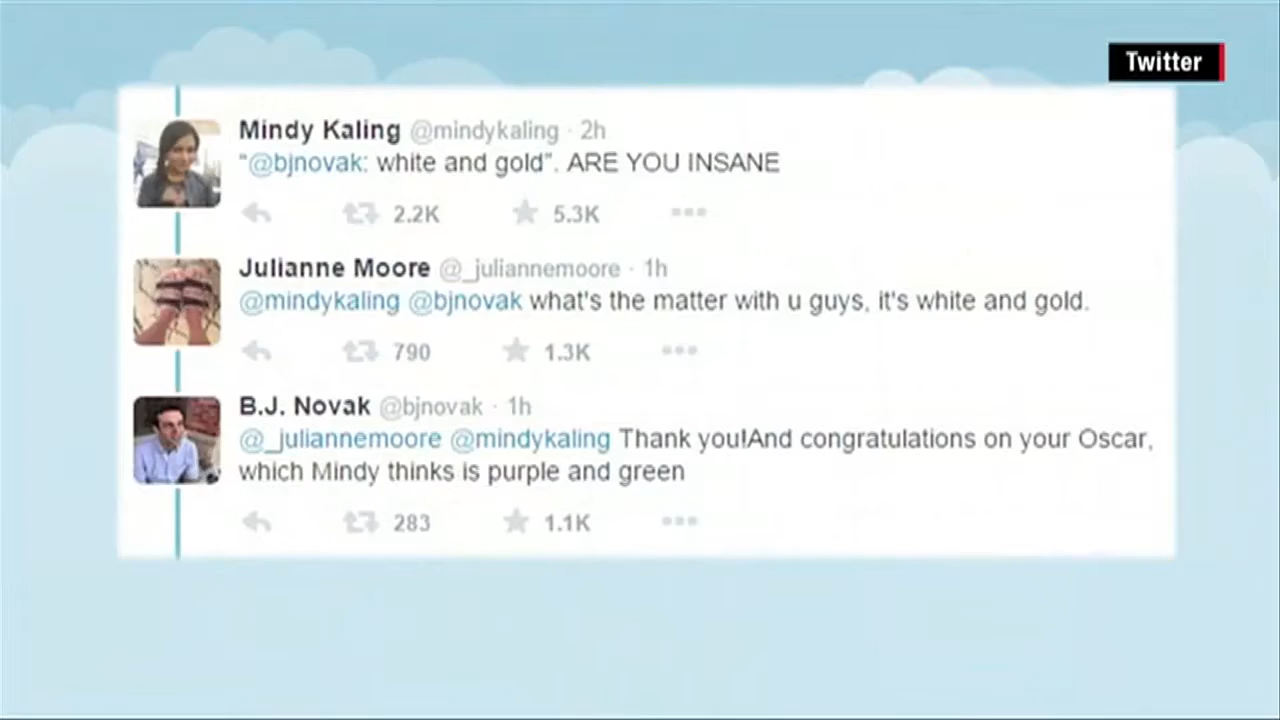 Twitter
Mindy Kaling @mindykaling · 2h
"@bjnovak: white and gold". ARE YOU INSANE
2.2K 5.3K
Julianne Moore @_juliannemoore · 1h
@mindykaling @bjnovak what's the matter with u guys, it's white and gold.
790 1.3K
B.J. Novak @bjnovak · 1h
@_juliannemoore @mindykaling Thank you!And congratulations on your Oscar,
which Mindy thinks is purple and green
283 1.1K